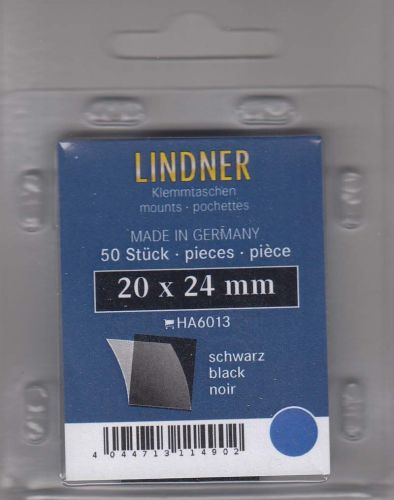 LINDNER
Klemmtaschen
mounts · pochettes
MADE IN GERMANY
50 Stück · pieces · pièce
20 x 24 mm
HA6013
schwarz
black
noir
4 044713 114902